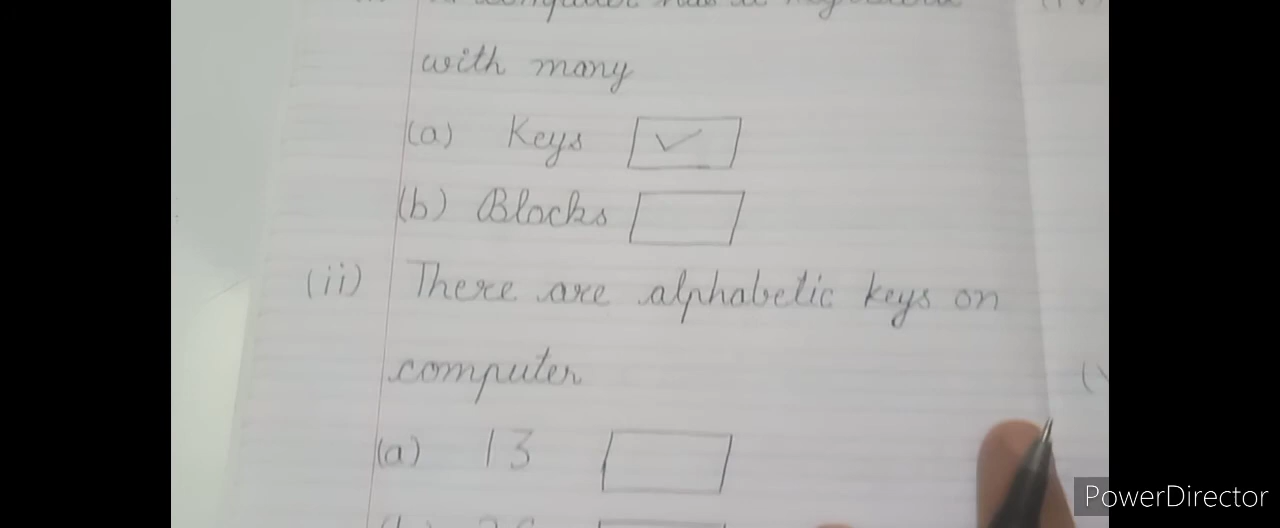 with many
(a) Keys
(b) Blocks
(ii) There are alphabetic keys on
computer
(a) 13
PowerDirector